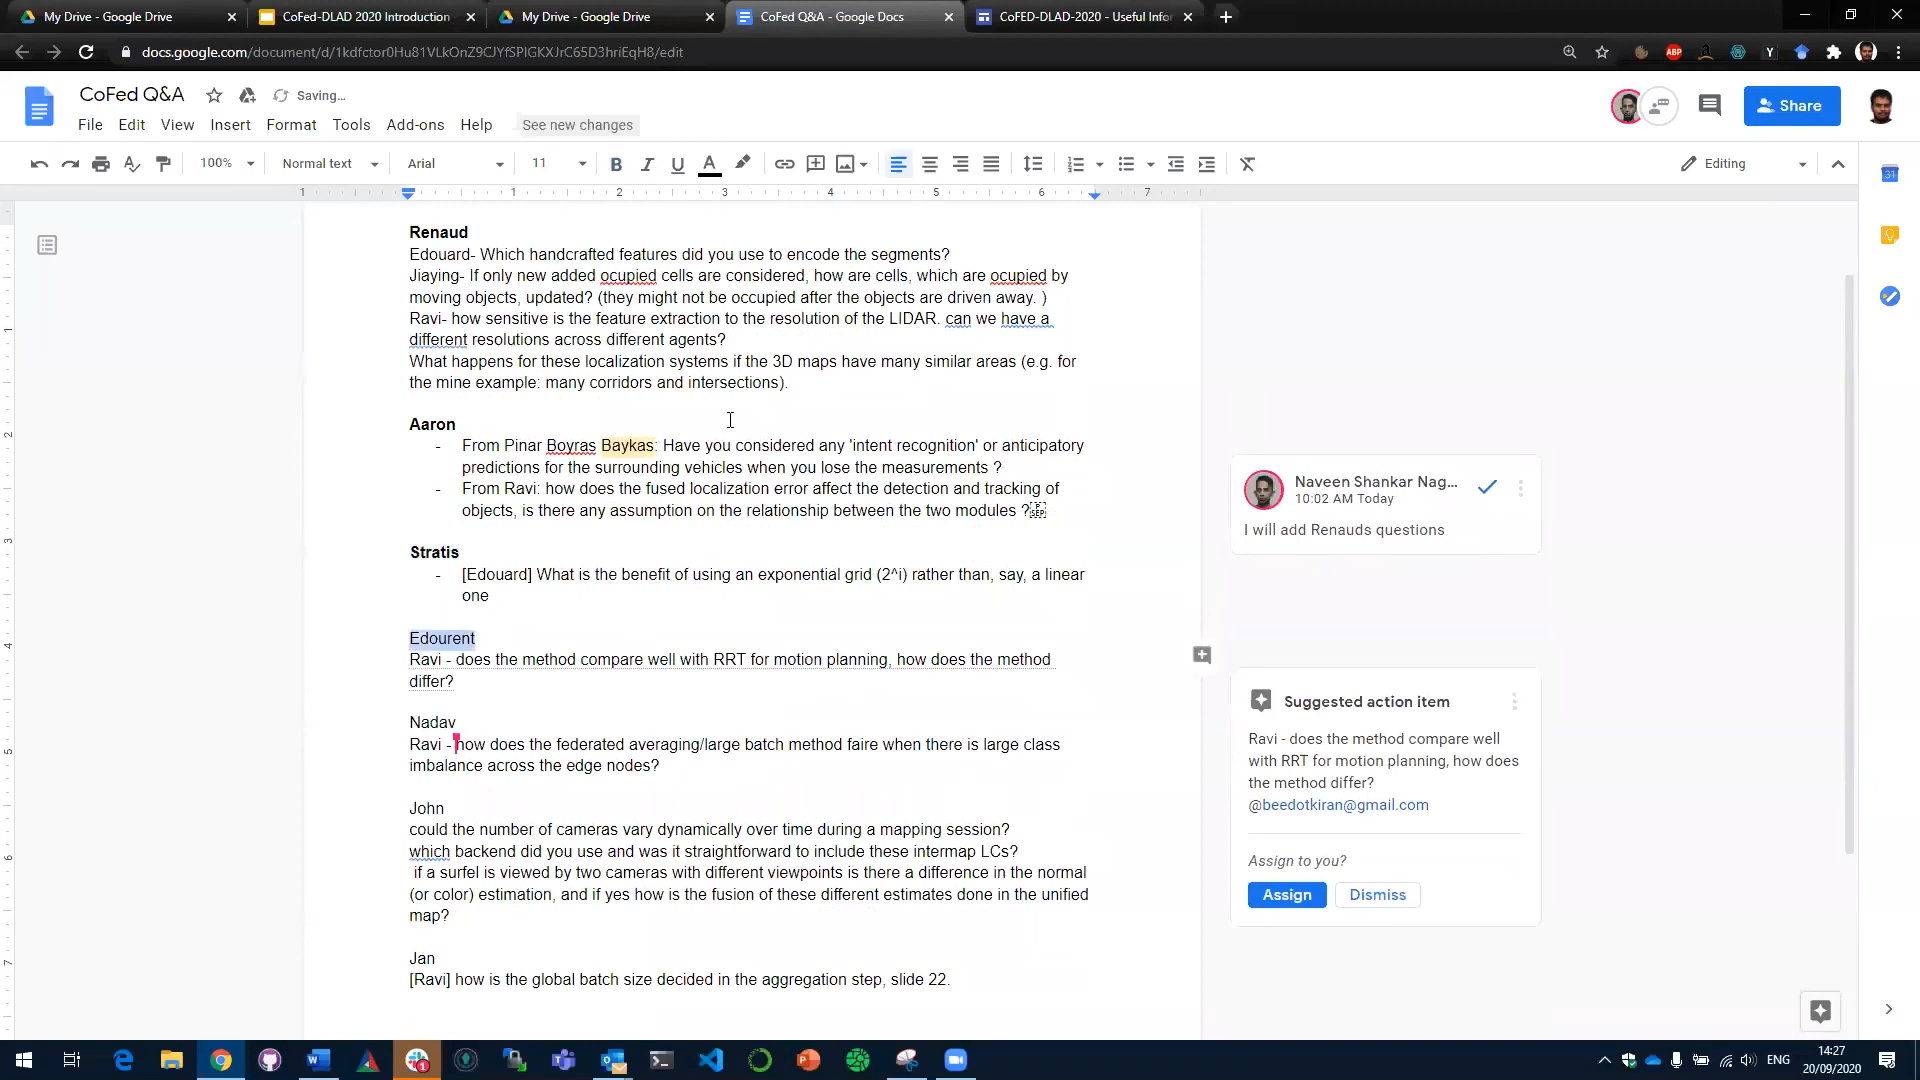 My Drive - Google Drive
CoFed-DLAD 2020 Introduction
My Drive - Google Drive
CoFed Q&A - Google Docs
CoFED-DLAD-2020 - Useful Infor
docs.google.com/document/d/1kdfctor0Hu81VLkOnZ9CJYfSPIGKXJrC65D3hriEqH8/edit
ABP
CoFed Q&A
Saving...
Share
File Edit View Insert Format Tools Add-ons Help See new changes
100% Normal text Arial 11 B I U A Editing
1 1 2 3 4 5 6 7
31
Renaud
Edouard- Which handcrafted features did you use to encode the segments?
Jiaying- If only new added ocupied cells are considered, how are cells, which are ocupied by
moving objects, updated? (they might not be occupied after the objects are driven away. )
Ravi- how sensitive is the feature extraction to the resolution of the LIDAR. can we have a
different resolutions across different agents?
What happens for these localization systems if the 3D maps have many similar areas (e.g. for
the mine example: many corridors and intersections).
Aaron
- From Pinar Boyras Baykas: Have you considered any 'intent recognition' or anticipatory
predictions for the surrounding vehicles when you lose the measurements ?
- From Ravi: how does the fused localization error affect the detection and tracking of
objects, is there any assumption on the relationship between the two modules ?
Stratis
- [Edouard] What is the benefit of using an exponential grid (2^i) rather than, say, a linear
one
Edourent
Ravi - does the method compare well with RRT for motion planning, how does the method
differ?
Nadav
Ravi - how does the federated averaging/large batch method faire when there is large class
imbalance across the edge nodes?
John
could the number of cameras vary dynamically over time during a mapping session?
which backend did you use and was it straightforward to include these intermap LCs?
if a surfel is viewed by two cameras with different viewpoints is there a difference in the normal
(or color) estimation, and if yes how is the fusion of these different estimates done in the unified
map?
Jan
[Ravi] how is the global batch size decided in the aggregation step, slide 22.
Naveen Shankar Nag...
10:02 AM Today
I will add Renauds questions
Suggested action item
Ravi - does the method compare well
with RRT for motion planning, how does
the method differ?
@beedotkiran@gmail.com
Assign to you?
Assign
Dismiss
1
2
3
4
5
6
7
ENG
14:27
20/09/2020